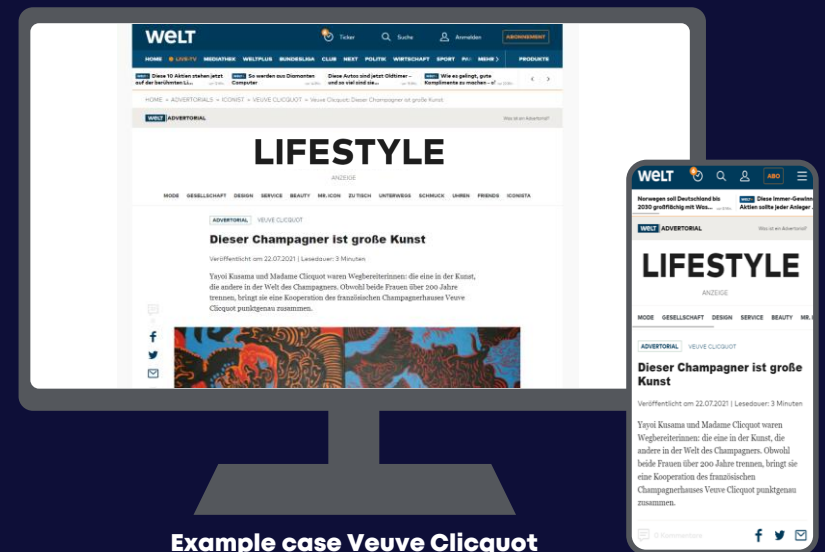 WELT
Ticker
Suche
Anmelden
ABONNEMENT
HOME LIVE-TV MEDIATHEK WELTPLUS BUNDESLIGA CLUB NEXT POLITIK WIRTSCHAFT SPORT MEHR PRODUKTE
Diese 10 Aktien stehen jetzt
auf der berühmten Li...
So werden aus Diamanten
Computer
Diese Autos sind jetzt Oldtimer –
und so viel sind sie...
Wie es gelingt, gute
Komplimente zu machen – o'
HOME » ADVERTORIALS » ICONIST » VEUVE CLICQUOT » Veuve Clicquot: Dieser Champagner ist große Kunst
WELT ADVERTORIAL
Was ist ein Advertorial?
LIFESTYLE
ANZEIGE
MODE GESELLSCHAFT DESIGN SERVICE BEAUTY MR. ICON ZU TISCH UNTERWEGS SCHMUCK UHREN FRIENDS ICONISTA
ADVERTORIAL VEUVE CLICQUOT
Dieser Champagner ist große Kunst
Veröffentlicht am 22.07.2021 | Lesedauer: 3 Minuten
Yayoi Kusama und Madame Clicquot waren Wegbereiterinnen: die eine in der Kunst,
die andere in der Welt des Champagners. Obwohl beide Frauen über 200 Jahre
trennen, bringt sie eine Kooperation des französischen Champagnerhauses Veuve
Clicquot punktgenau zusammen.
WELT
ABO
Norwegen soll Deutschland bis
2030 großflächig mit Was...
Diese Immer-Gewinn
Aktien sollte jeder Anleger
WELT ADVERTORIAL
Was ist ein Advertorial?
LIFESTYLE
ANZEIGE
MODE GESELLSCHAFT DESIGN SERVICE BEAUTY MR. I
ADVERTORIAL VEUVE CLICQUOT
Dieser Champagner ist große
Kunst
Veröffentlicht am 22.07.2021 | Lesedauer: 3 Minuten
Yayoi Kusama und Madame Clicquot waren
Wegbereiterinnen: die eine in der Kunst, die
andere in der Welt des Champagners. Obwohl
beide Frauen über 200 Jahre trennen, bringt sie
eine Kooperation des französischen
Champagnerhauses Veuve Clicquot punktgenau
zusammen.
0 Kommentare
Example case Veuve Clicquot